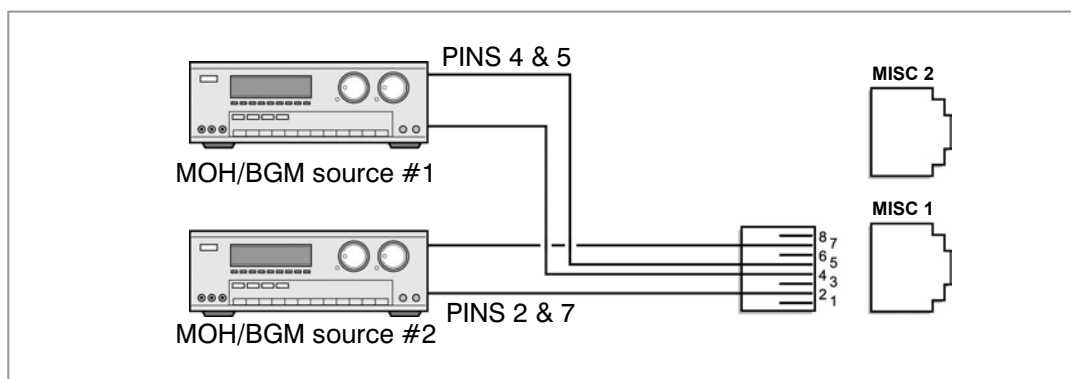 PINS 4 & 5
MOH/BGM source #1
MISC 2
MISC 1
8
7
6
5
4
3
2
1
PINS 2 & 7
MOH/BGM source #2